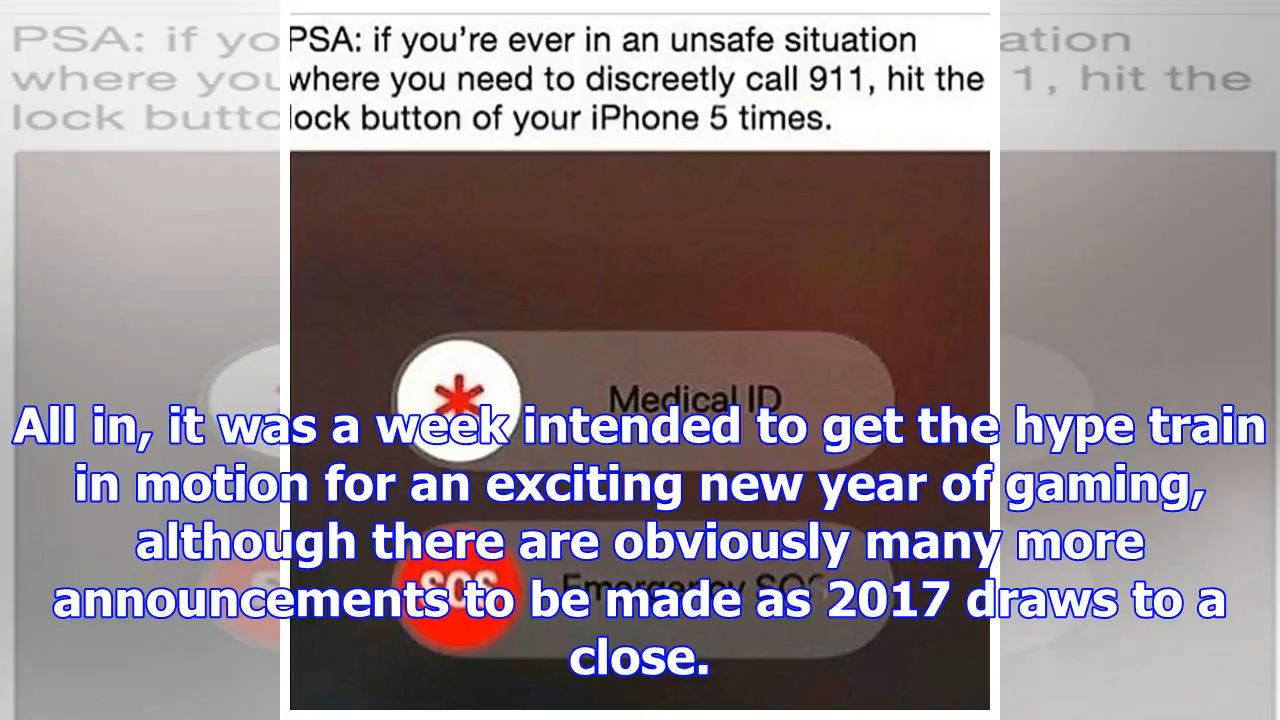 PSA: if you're ever in an unsafe situation
where you need to discreetly call 911, hit the
lock button of your iPhone 5 times.
Medical ID
All in, it was a week intended to get the hype train
in motion for an exciting new year of gaming,
although there are obviously many more
SOS Emergency SOS
announcements to be made as 2017 draws to a
close.